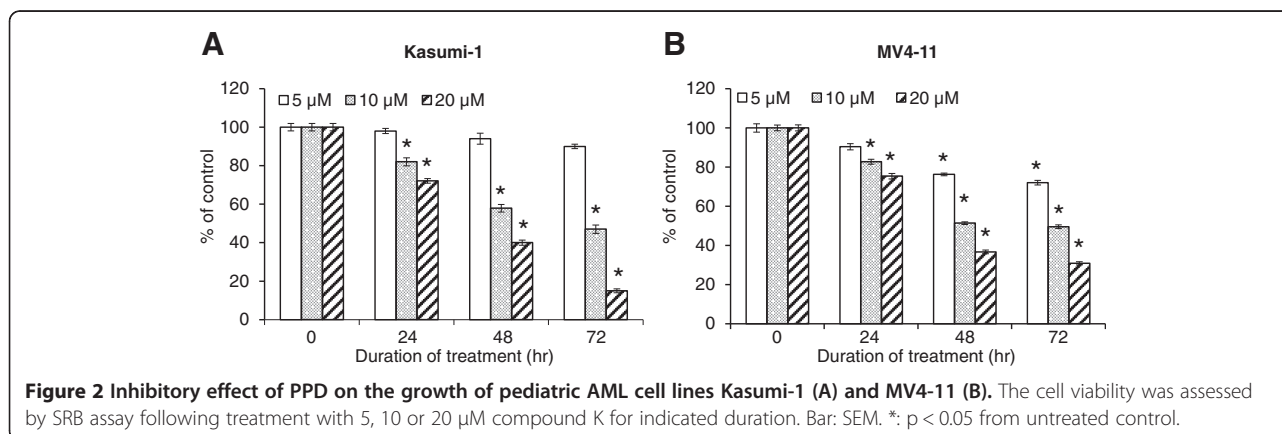 A
Kasumi-1
120
100
80
60
40
20
0
% of control
5 µM 10 µM 20 µM
* *
* *
* *
0 24 48 72
Duration of treatment (hr)
B
MV4-11
120
100
80
60
40
20
0
% of control
5 µM 10 µM 20 µM
* *
* * *
* * *
0 24 48 72
Duration of treatment (hr)
Figure 2 Inhibitory effect of PPD on the growth of pediatric AML cell lines Kasumi-1 (A) and MV4-11 (B). The cell viability was assessed
by SRB assay following treatment with 5, 10 or 20 µM compound K for indicated duration. Bar: SEM. *: p < 0.05 from untreated control.